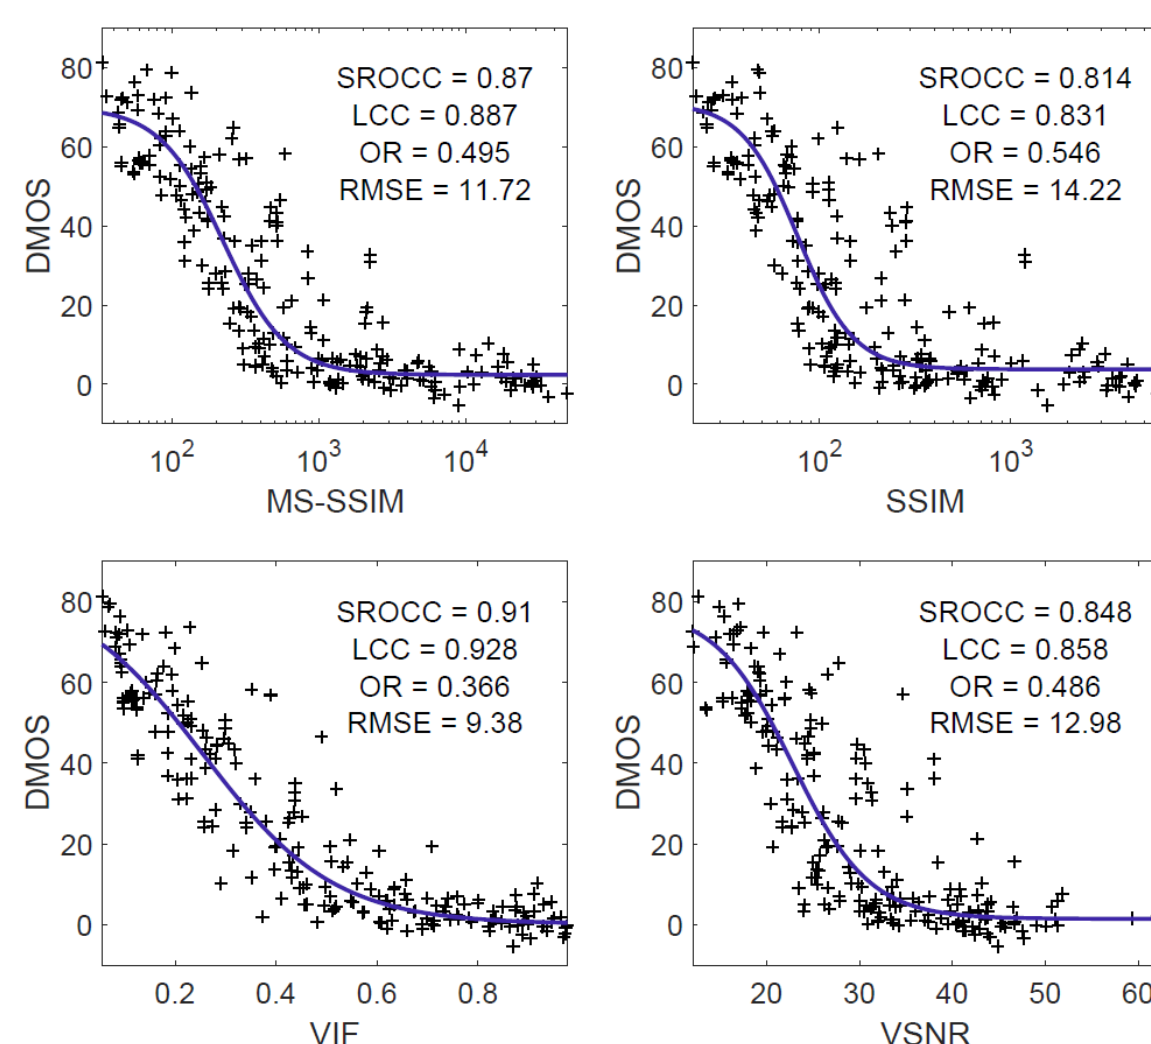 80
60
40
20
0
DMOS
SROCC = 0.87
LCC = 0.887
OR = 0.495
RMSE = 11.72
10² 10³ 10⁴
MS-SSIM
80
60
40
20
0
DMOS
SROCC = 0.814
LCC = 0.831
OR = 0.546
RMSE = 14.22
10² 10³
SSIM
80
60
40
20
0
DMOS
SROCC = 0.91
LCC = 0.928
OR = 0.366
RMSE = 9.38
0.2 0.4 0.6 0.8
VIF
80
60
40
20
0
DMOS
SROCC = 0.848
LCC = 0.858
OR = 0.486
RMSE = 12.98
20 30 40 50 60
VSNR